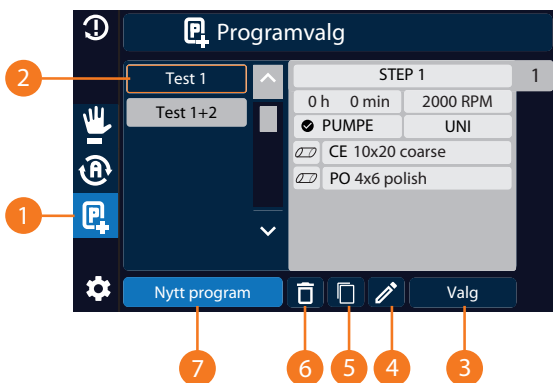 Programvalg
2
Test 1
STEP 1
1
Test 1+2
0 h 0 min
2000 RPM
PUMPE
UNI
CE 10x20 coarse
PO 4x6 polish
1
Nytt program
Valg
7
6
5
4
3